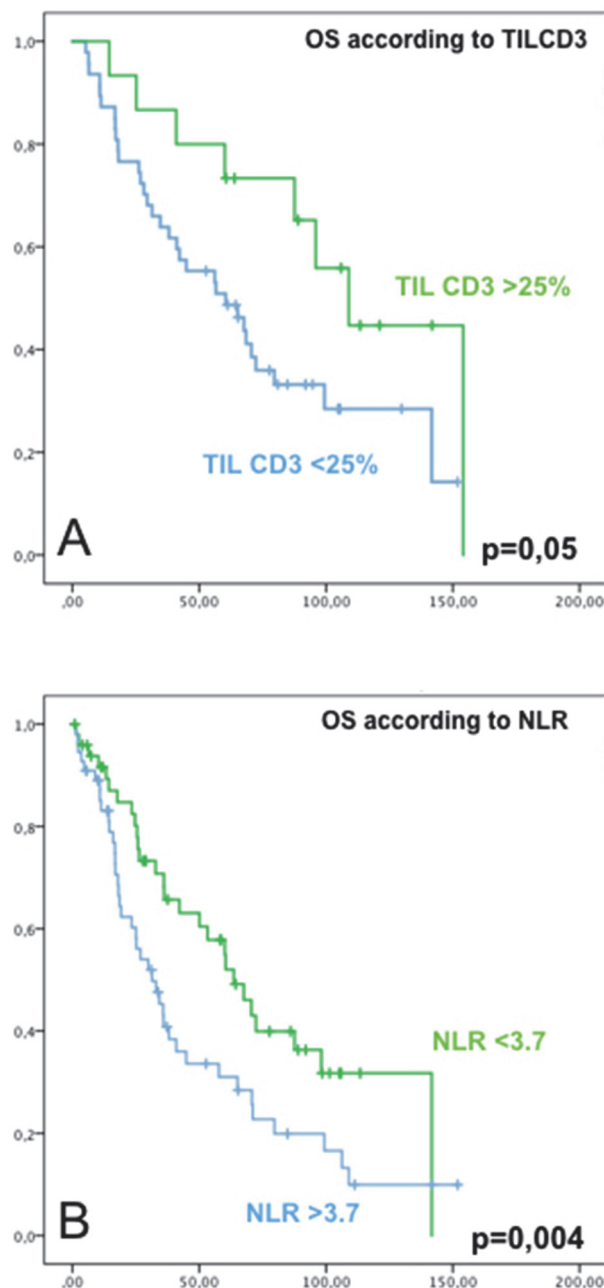 OS according to TILCD3
1,0
0,8
0,6
TIL CD3 >25%
0,4
TIL CD3 <25%
0,2
A
0,0
p=0,05
,00 50,00 100,00 150,00 200,00
OS according to NLR
1,0
0,8
0,6
0,4
NLR <3.7
0,2
NLR >3.7
B
0,0
p=0,004
,00 50,00 100,00 150,00 200,00